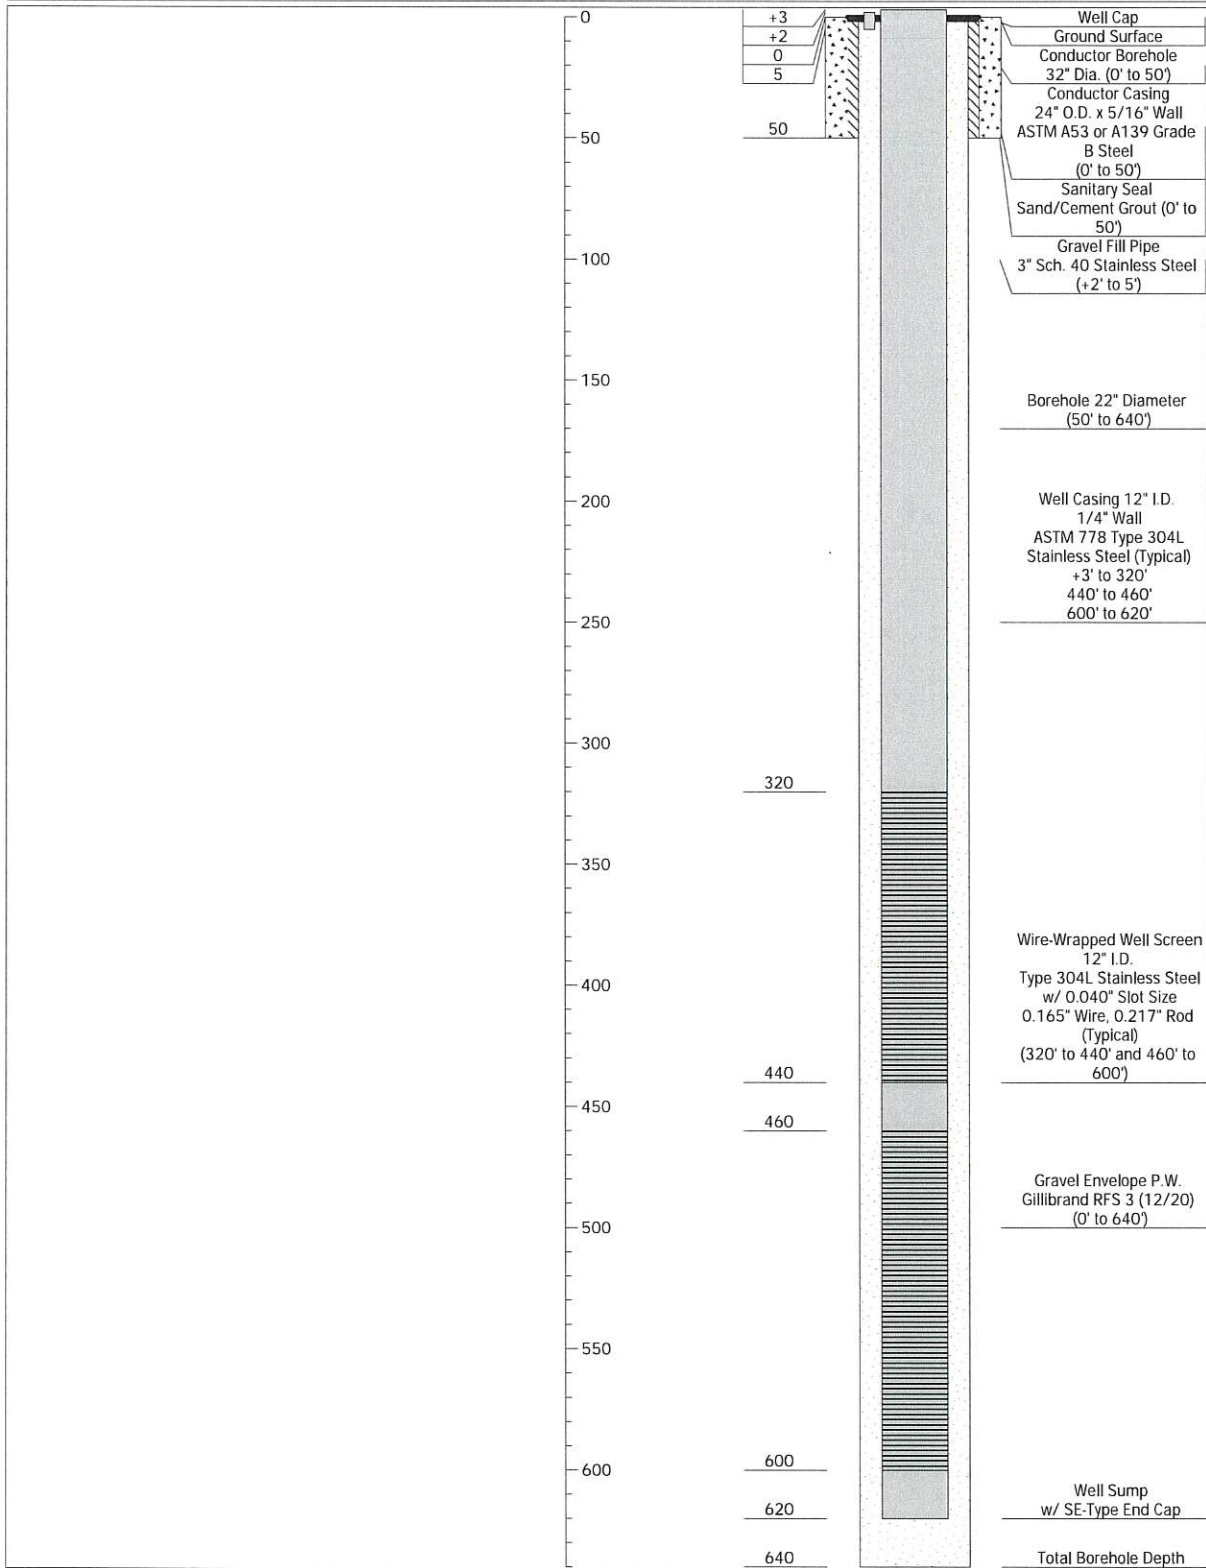 0
50
100
150
200
250
300
350
400
450
500
550
600
+3
+2
0
5
50
320
440
460
600
620
640
Well Cap
Ground Surface
Conductor Borehole
32" Dia. (0' to 50')
Conductor Casing
24" O.D. x 5/16" Wall
ASTM A53 or A139 Grade
B Steel
(0' to 50')
Sanitary Seal
Sand/Cement Grout (0' to
50')
Gravel Fill Pipe
3" Sch. 40 Stainless Steel
(+2' to 5')
Borehole 22" Diameter
(50' to 640')
Well Casing 12" I.D.
1/4" Wall
ASTM 778 Type 304L
Stainless Steel (Typical)
+3' to 320'
440' to 460'
600' to 620'
Wire-Wrapped Well Screen
12" I.D.
Type 304L Stainless Steel
w/ 0.040" Slot Size
0.165" Wire, 0.217" Rod
(Typical)
(320' to 440' and 460' to
600')
Gravel Envelope P.W.
Gillibrand RFS 3 (12/20)
(0' to 640')
Well Sump
w/ SE-Type End Cap
Total Borehole Depth